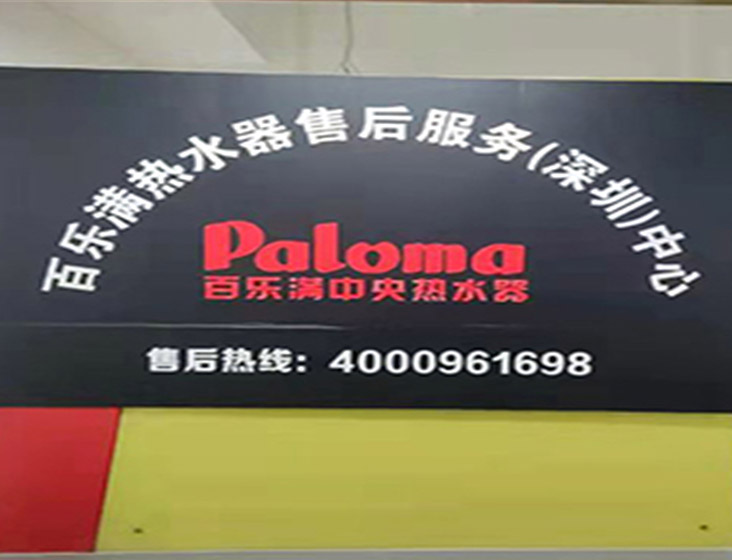 百乐满热水器售后服务(深圳)中心
Paloma
百乐满中央热水器
售后热线：4000961698